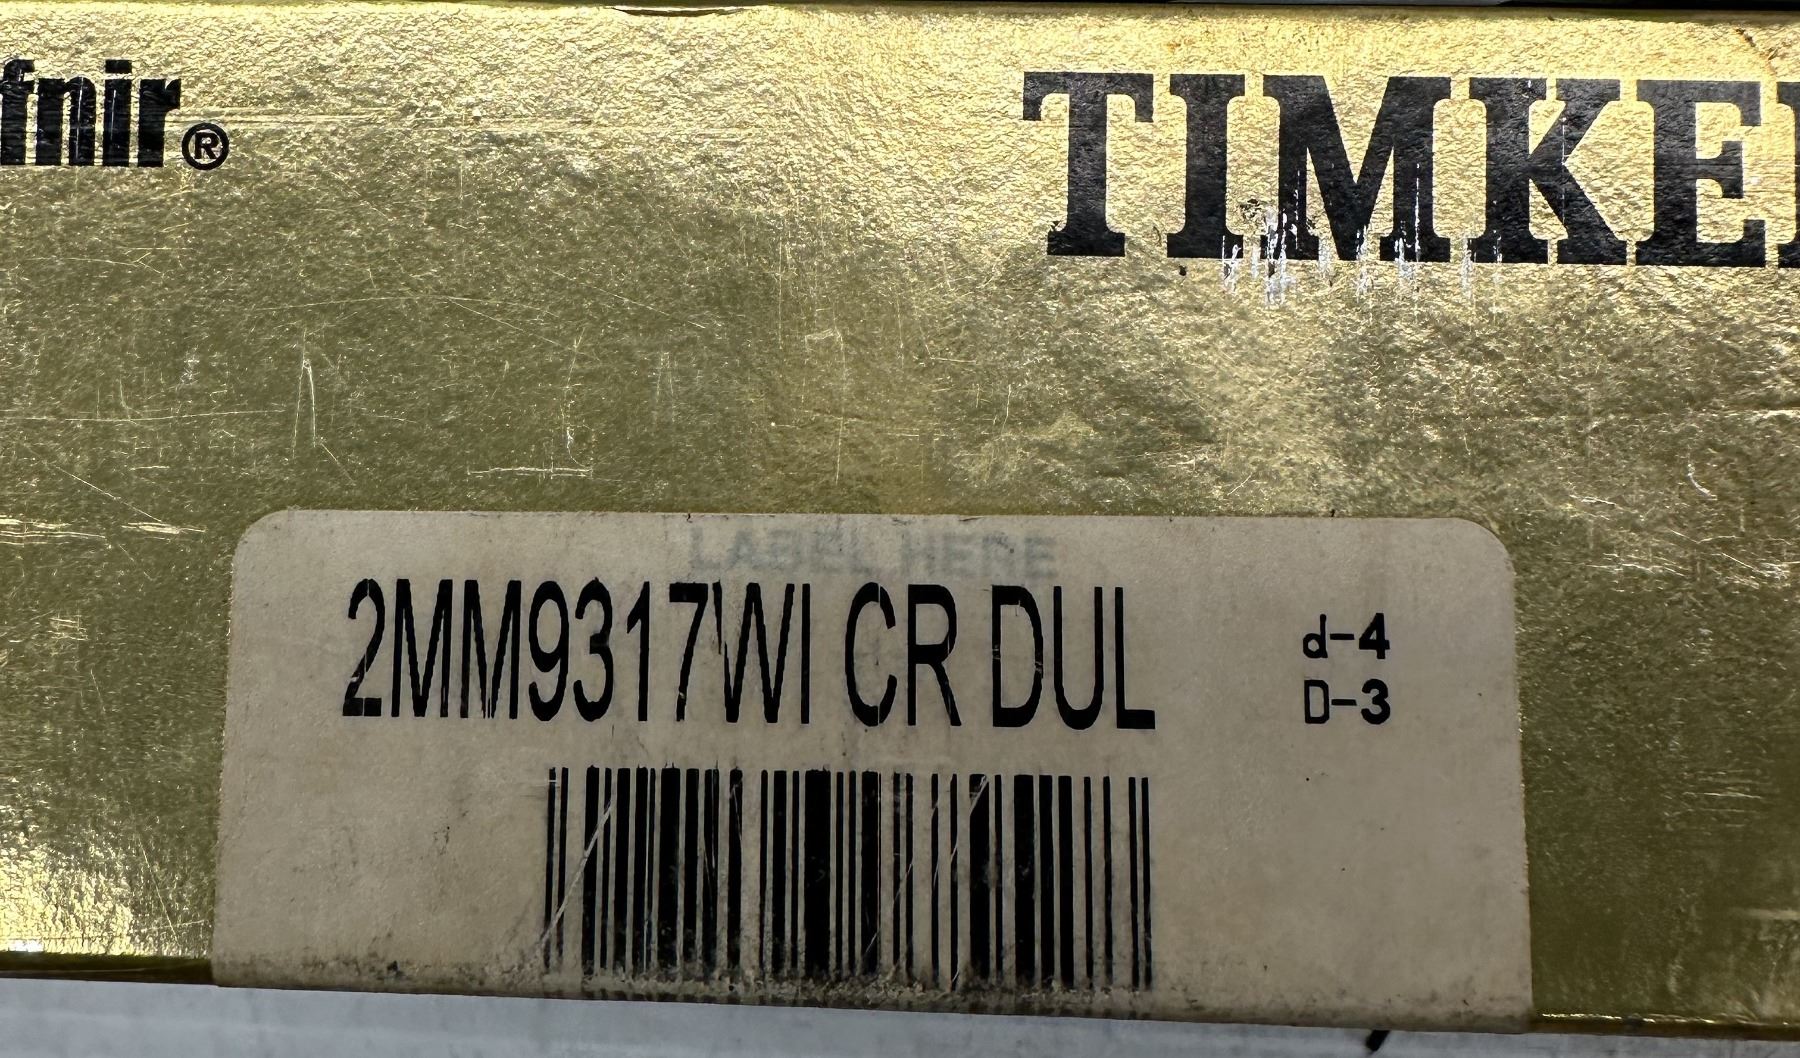 fnir®
TIMKE
LABEL HERE
2MM9317WI CR DUL
d-4
D-3